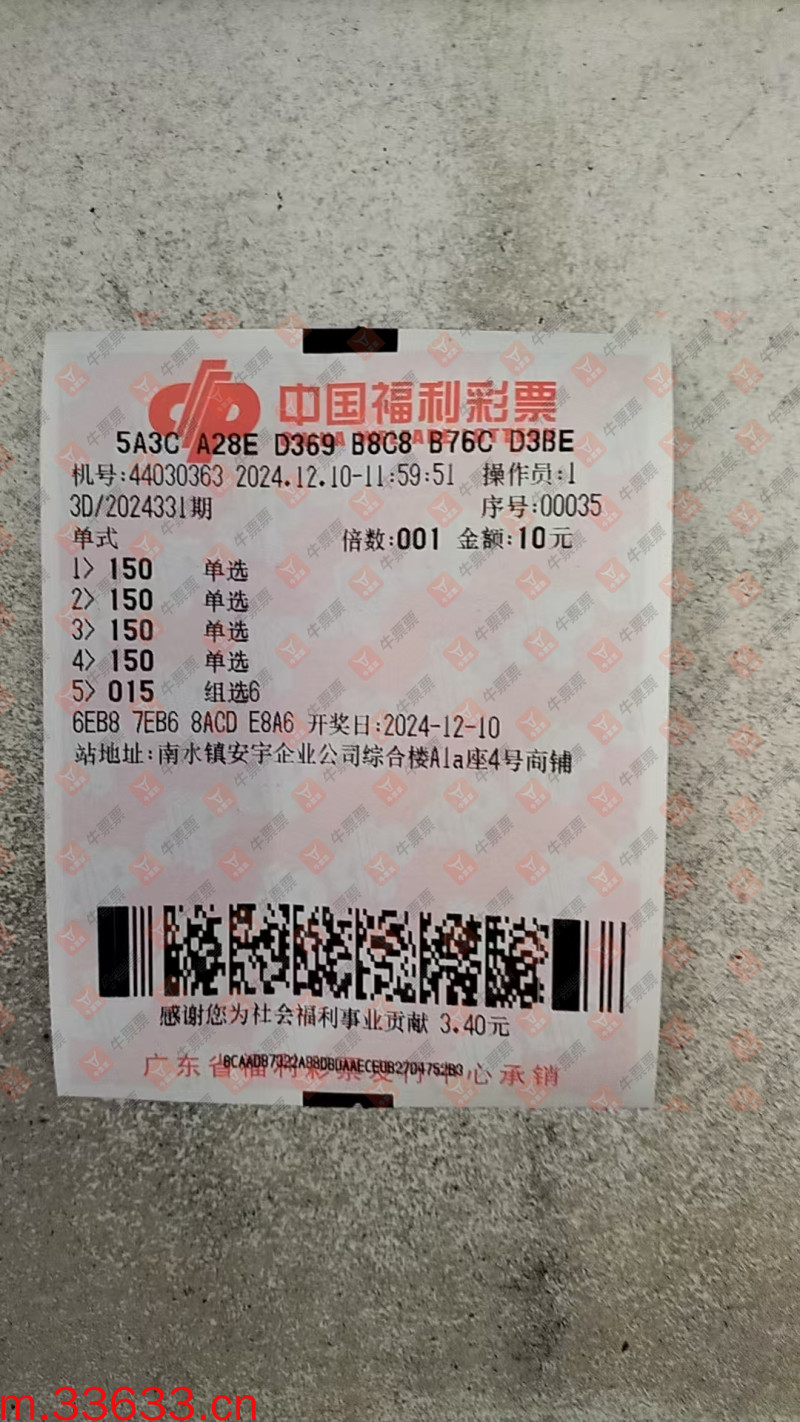 中国福利彩票
5A3C A28E D369 B8C8 B76C D3BE
机号:44030363 2024.12.10-11:59:51 操作员:1
3D/2024331期 序号:00035
单式 倍数:001 金额:10元
1> 150 单选
2> 150 单选
3> 150 单选
4> 150 单选
5> 015 组选6
6EB8 7EB6 8ACD E8A6 开奖日:2024-12-10
站地址:南水镇安宇企业公司综合楼A1a座4号商铺
感谢您为社会福利事业贡献 3.40元
广东省福利彩票发行中心承销
牛票票
m.33633.cn